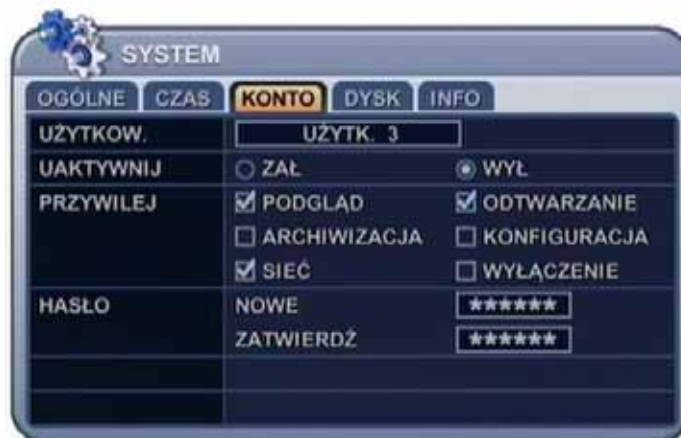 SYSTEM
OGÓLNE CZAS KONTO DYSK INFO
UŻYTKOW. UŻYTK. 3
UAKTYWNIJ ZAŁ WYŁ
PRZYWILEJ PODGLĄD ODTWARZANIE
ARCHIWIZACJA KONFIGURACJA
SIEĆ WYŁĄCZENIE
HASŁO NOWE ******
ZATWIERDŹ ******